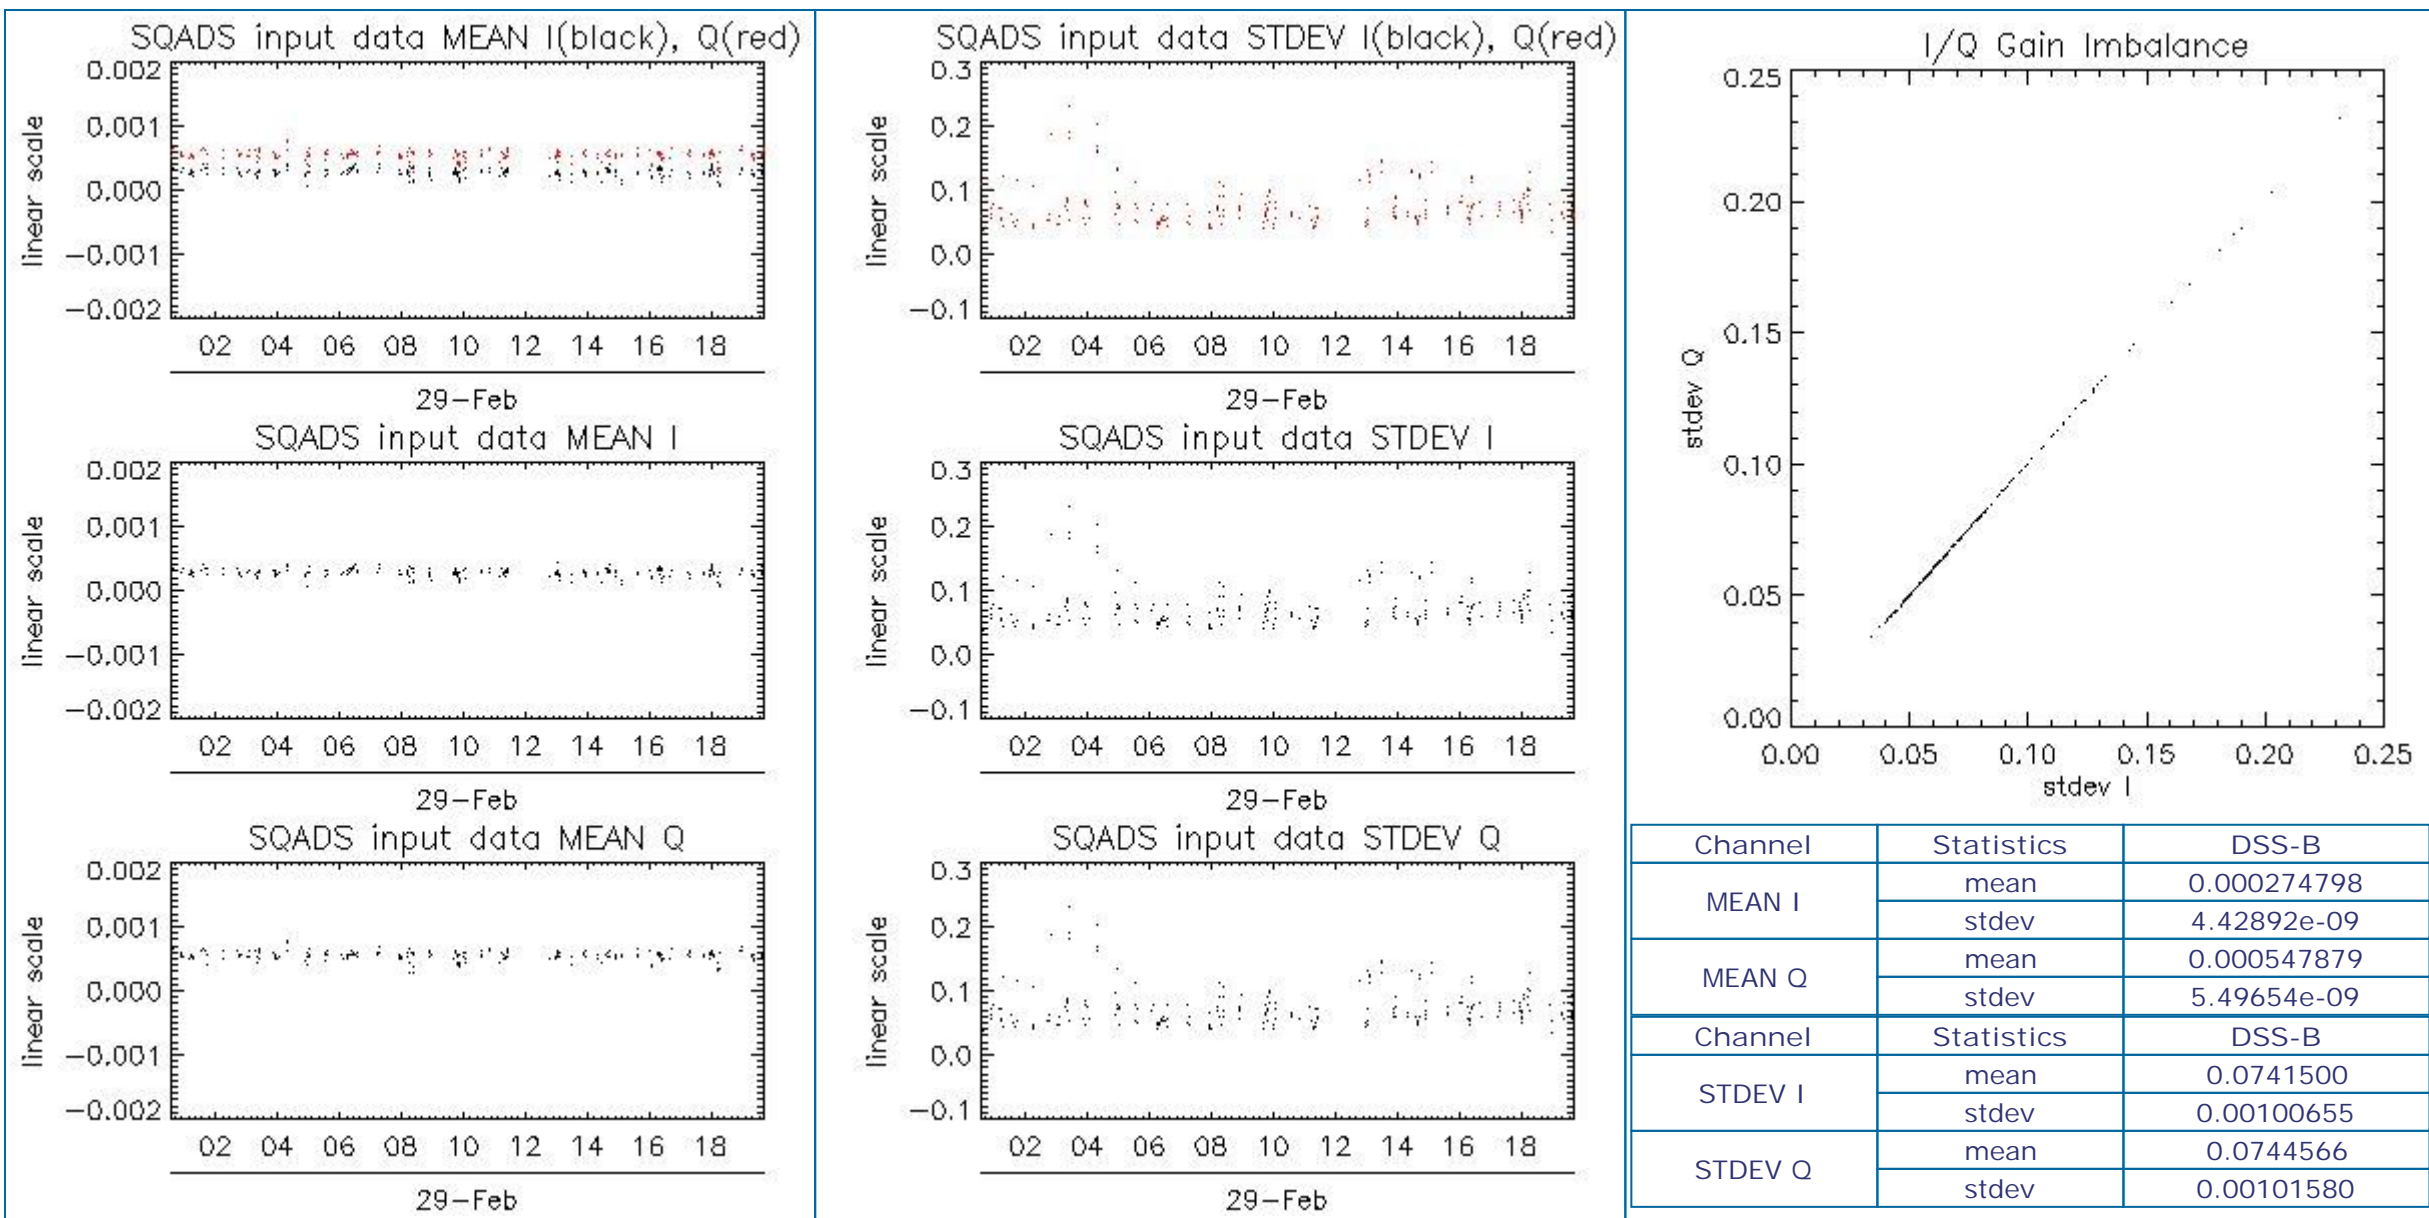 SQADS input data MEAN I(black), Q(red)
0.002
0.001
0.000
−0.001
−0.002
linear scale
02 04 06 08 10 12 14 16 18
29−Feb
SQADS input data MEAN I
0.002
0.001
0.000
−0.001
−0.002
linear scale
02 04 06 08 10 12 14 16 18
29−Feb
SQADS input data MEAN Q
0.002
0.001
0.000
−0.001
−0.002
linear scale
02 04 06 08 10 12 14 16 18
29−Feb
SQADS input data STDEV I(black), Q(red)
0.3
0.2
0.1
0.0
−0.1
linear scale
02 04 06 08 10 12 14 16 18
29−Feb
SQADS input data STDEV I
0.3
0.2
0.1
0.0
−0.1
linear scale
02 04 06 08 10 12 14 16 18
29−Feb
SQADS input data STDEV Q
0.3
0.2
0.1
0.0
−0.1
linear scale
02 04 06 08 10 12 14 16 18
29−Feb
I/Q Gain Imbalance
0.25
0.20
0.15
0.10
0.05
0.00
stdev Q
0.00 0.05 0.10 0.15 0.20 0.25
stdev I
Channel Statistics DSS-B
MEAN I mean 0.000274798
stdev 4.42892e-09
MEAN Q mean 0.000547879
stdev 5.49654e-09
Channel Statistics DSS-B
STDEV I mean 0.0741500
stdev 0.00100655
STDEV Q mean 0.0744566
stdev 0.00101580